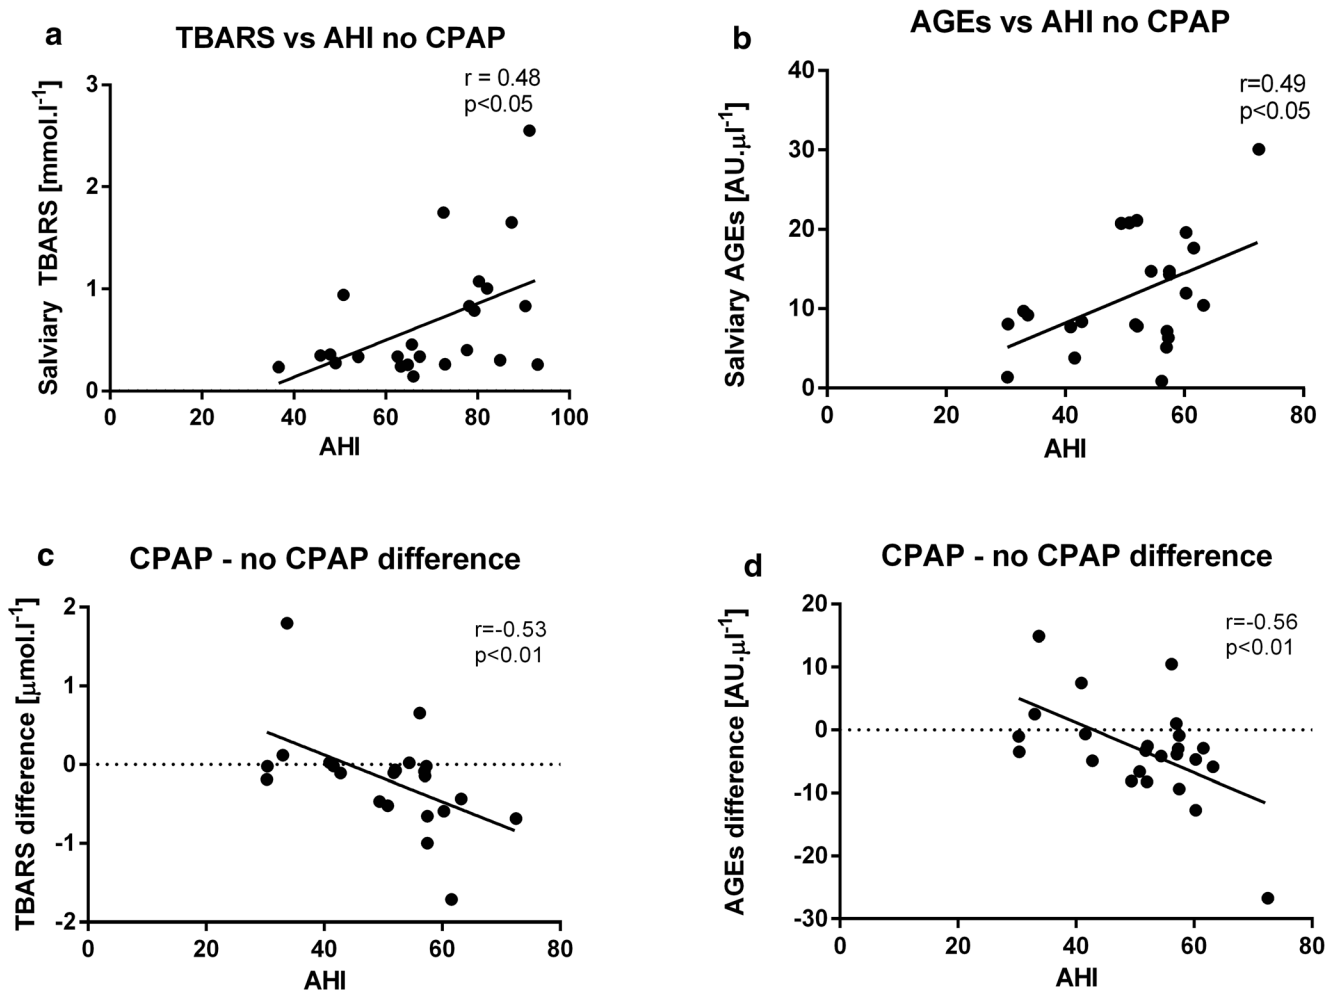 a
TBARS vs AHI no CPAP
r = 0.48
p<0.05
Salviary TBARS [mmol.l-1]
3
2
1
0
0 20 40 60 80 100
AHI
b
AGEs vs AHI no CPAP
r=0.49
p<0.05
Salviary AGEs [AU.µl-1]
40
30
20
10
0
0 20 40 60 80
AHI
c
CPAP - no CPAP difference
r=-0.53
p<0.01
TBARS difference [µmol.l-1]
2
1
0
-1
-2
0 20 40 60 80
AHI
d
CPAP - no CPAP difference
r=-0.56
p<0.01
AGEs difference [AU.µl-1]
20
10
0
-10
-20
-30
0 20 40 60 80
AHI